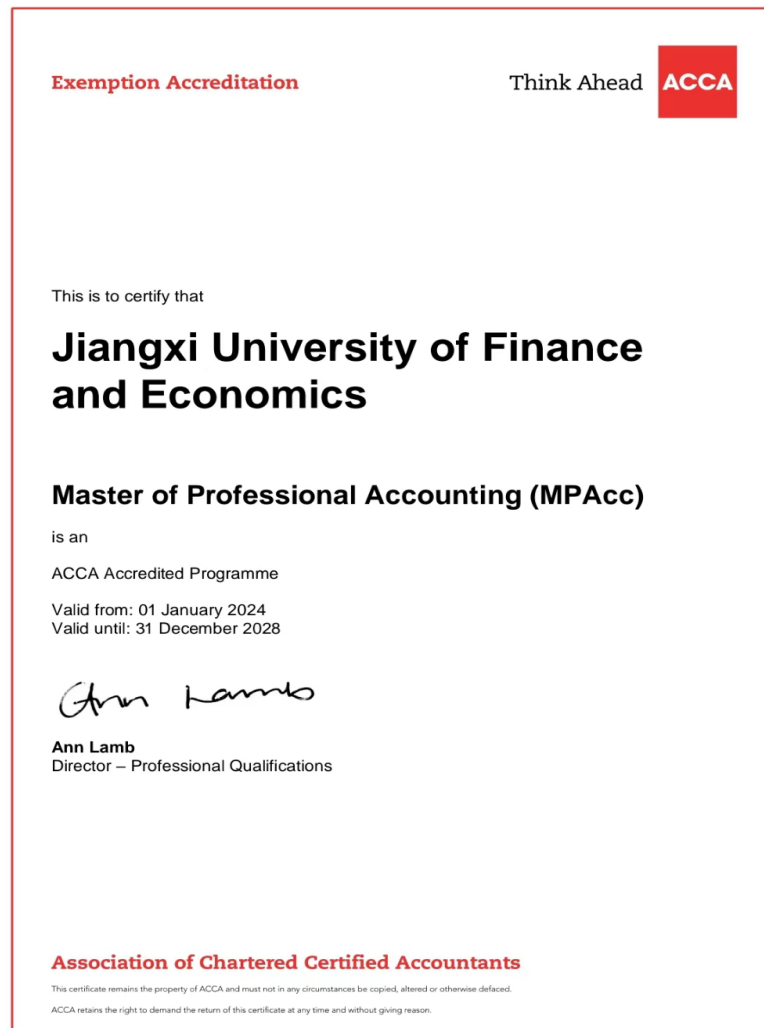 Exemption Accreditation
Think Ahead ACCA
This is to certify that
Jiangxi University of Finance
and Economics
Master of Professional Accounting (MPAcc)
is an
ACCA Accredited Programme
Valid from: 01 January 2024
Valid until: 31 December 2028
Ann Lamb
Ann Lamb
Director – Professional Qualifications
Association of Chartered Certified Accountants
This certificate remains the property of ACCA and must not in any circumstances be copied, altered or otherwise defaced.
ACCA retains the right to demand the return of this certificate at any time and without giving reason.